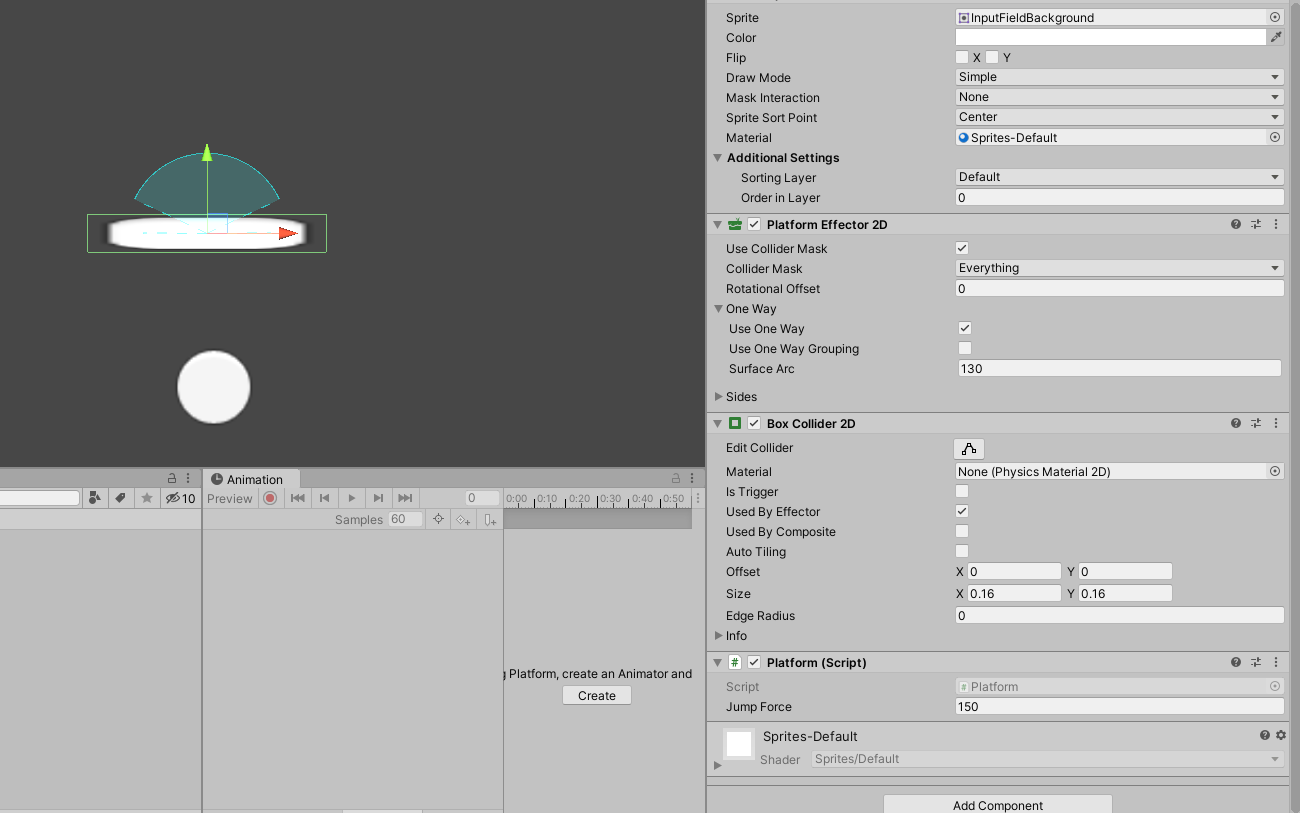 Sprite InputFieldBackground
Color
Flip X Y
Draw Mode Simple
Mask Interaction None
Sprite Sort Point Center
Material Sprites-Default
Additional Settings
Sorting Layer Default
Order in Layer 0
Platform Effector 2D
Use Collider Mask
Collider Mask Everything
Rotational Offset 0
One Way
Use One Way
Use One Way Grouping
Surface Arc 130
Sides
Box Collider 2D
Edit Collider
Material None (Physics Material 2D)
Is Trigger
Used By Effector
Used By Composite
Auto Tiling
Offset X 0 Y 0
Size X 0.16 Y 0.16
Edge Radius 0
Info
# Platform (Script)
Script # Platform
Jump Force 150
Sprites-Default
Shader Sprites/Default
Add Component
Animation
10 Preview 0 0:00 0:10 0:20 0:30 0:40 0:50
Samples 60
Platform, create an Animator and
Create